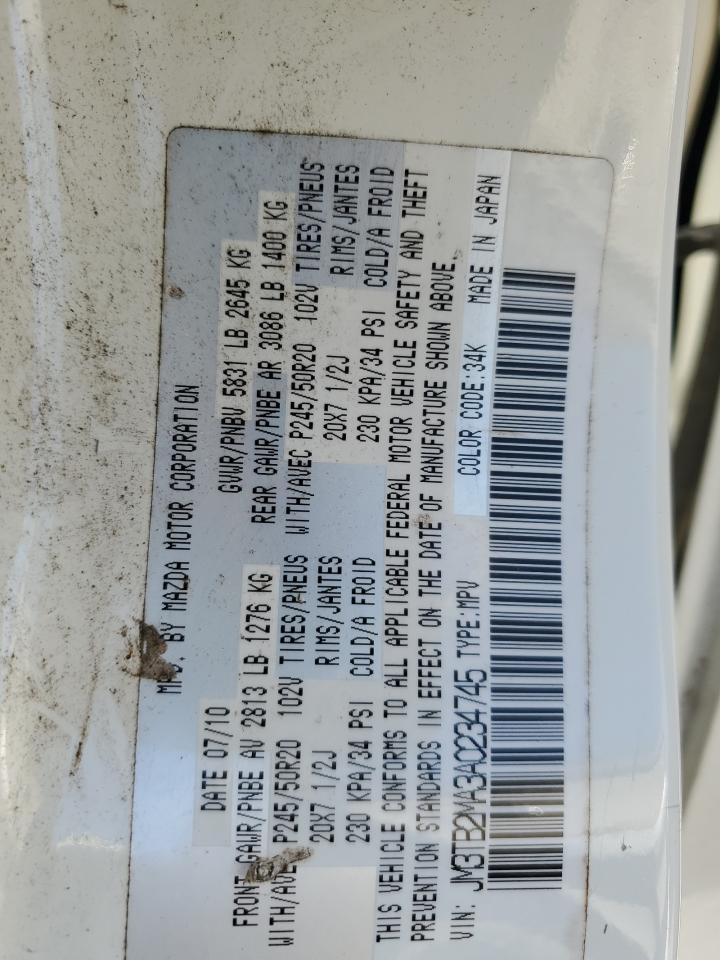 MFD. BY MAZDA MOTOR CORPORATION
DATE 07/10 GVWR/PNBV 5831 LB 2645 KG
FRONT GAWR/PNBE AV 2813 LB 1276 KG REAR GAWR/PNBE AR 3086 LB 1400 KG
WITH/AVEC P245/50R20 102V TIRES/PNEUS WITH/AVEC P245/50R20 102V TIRES/PNEUS
20X7 1/2J RIMS/JANTES 20X7 1/2J RIMS/JANTES
230 KPA/34 PSI COLD/A FROID 230 KPA/34 PSI COLD/A FROID
THIS VEHICLE CONFORMS TO ALL APPLICABLE FEDERAL MOTOR VEHICLE SAFETY AND THEFT
PREVENTION STANDARDS IN EFFECT ON THE DATE OF MANUFACTURE SHOWN ABOVE.
VIN: JM3TB2MA3A0234745 TYPE:MPV COLOR CODE:34K MADE IN JAPAN